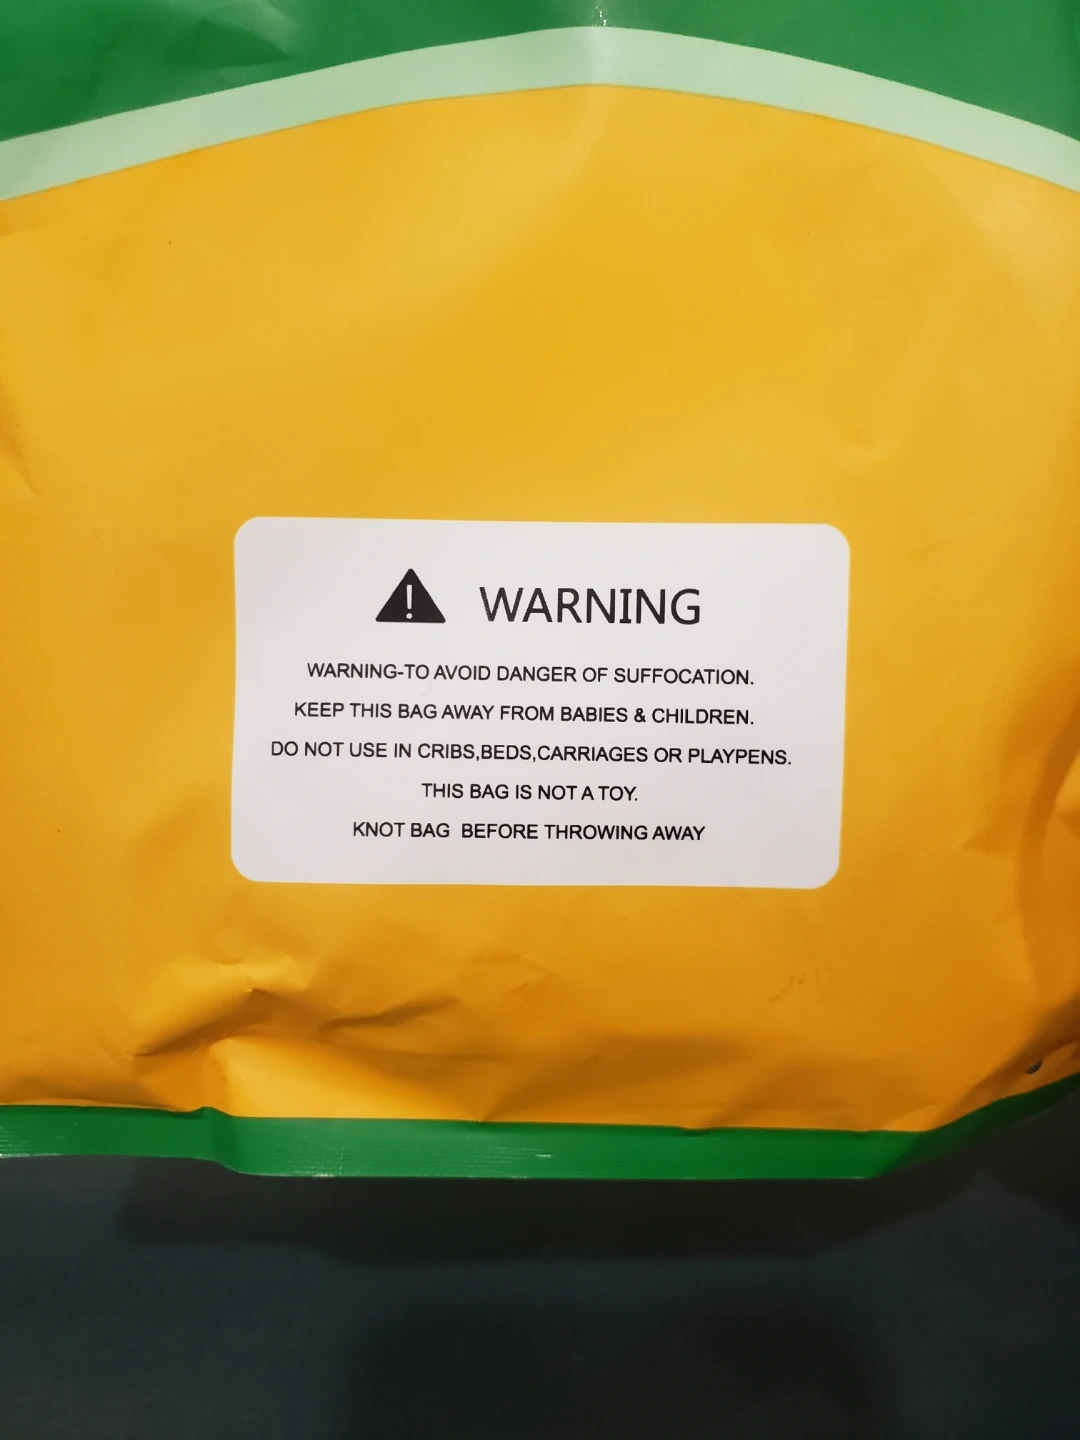 WARNING
WARNING-TO AVOID DANGER OF SUFFOCATION.
KEEP THIS BAG AWAY FROM BABIES & CHILDREN.
DO NOT USE IN CRIBS,BEDS,CARRIAGES OR PLAYPENS.
THIS BAG IS NOT A TOY.
KNOT BAG  BEFORE THROWING AWAY